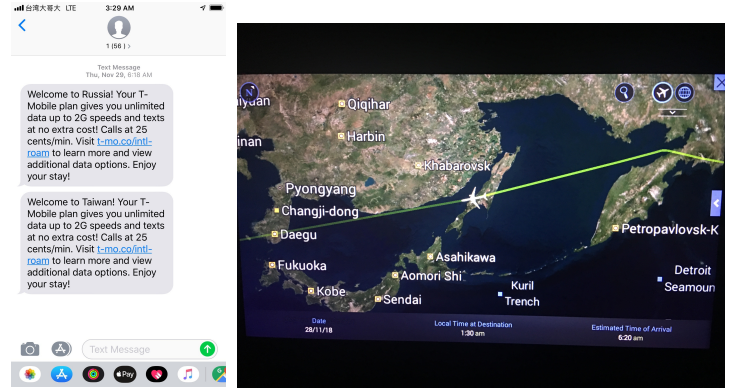 台湾大哥大 LTE 3:29 AM
1 (56) >
Text Message
Thu, Nov 29, 6:18 AM
Welcome to Russia! Your T-
Mobile plan gives you unlimited
data up to 2G speeds and texts
at no extra cost! Calls at 25
cents/min. Visit t-mo.co/intl-
roam to learn more and view
additional data options. Enjoy
your stay!
Welcome to Taiwan! Your T-
Mobile plan gives you unlimited
data up to 2G speeds and texts
at no extra cost! Calls at 25
cents/min. Visit t-mo.co/intl-
roam to learn more and view
additional data options. Enjoy
your stay!
Text Message
Pay
N
iyuan
Qiqihar
Harbin
inan
Khabarovsk
Pyongyang
Changji-dong
Daegu
Petropavlovsk-K
Asahikawa
Fukuoka
Aomori Shi
Detroit
Seamoun
Kobe
Sendai
Kuril
Trench
Date
28/11/18
Local Time at Destination
1:30 am
Estimated Time of Arrival
6:20 am